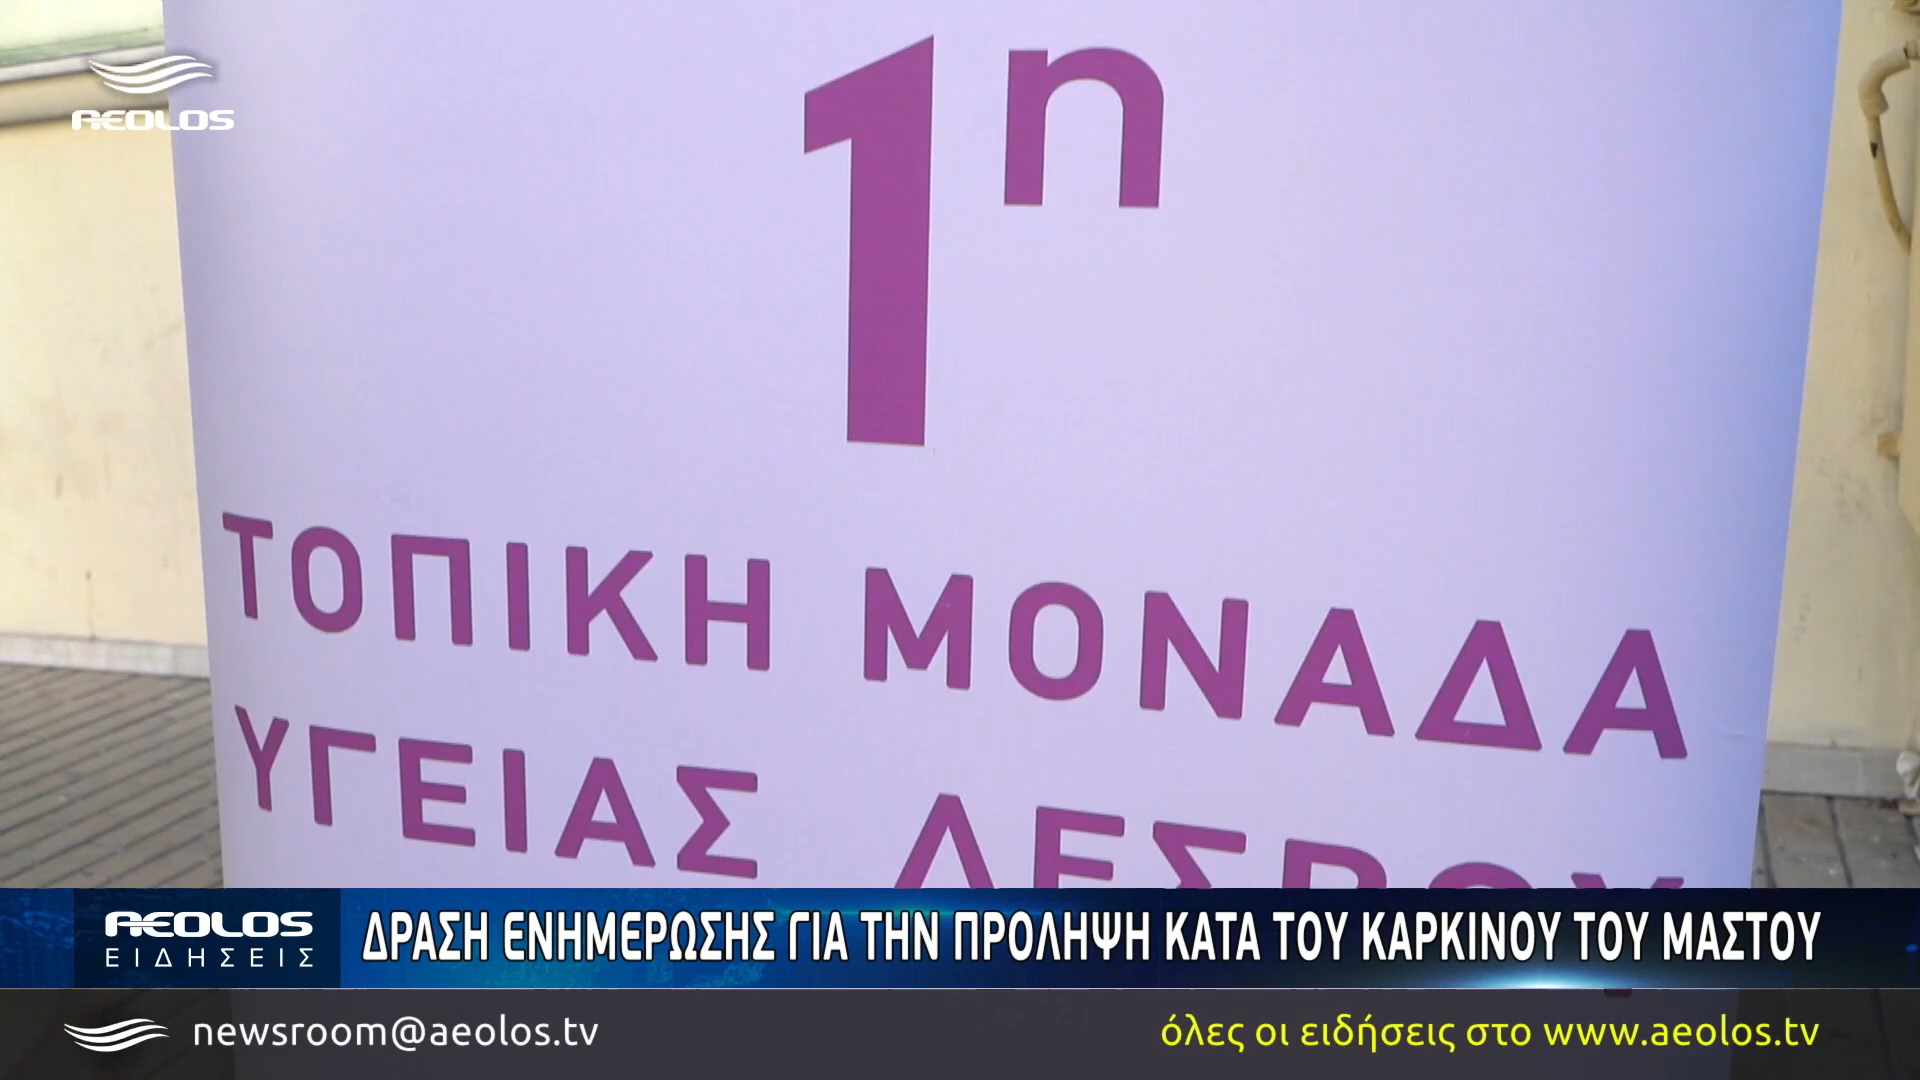 AEOLOS
1η
ΤΟΠΙΚΗ ΜΟΝΑΔΑ
ΥΓΕΙΑΣ ΛΕΣΒΟΥ
AEOLOS
ΕΙΔΗΣΕΙΣ
ΔΡΑΣΗ ΕΝΗΜΕΡΩΣΗΣ ΓΙΑ ΤΗΝ ΠΡΟΛΗΨΗ ΚΑΤΑ ΤΟΥ ΚΑΡΚΙΝΟΥ ΤΟΥ ΜΑΣΤΟΥ
newsroom@aeolos.tv
όλες οι ειδήσεις στο www.aeolos.tv